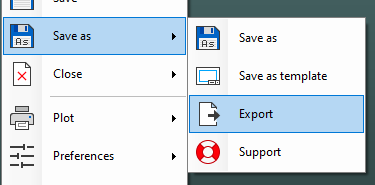 Save
Save as
Close
Plot
Preferences
Save as
Save as template
Export
Support